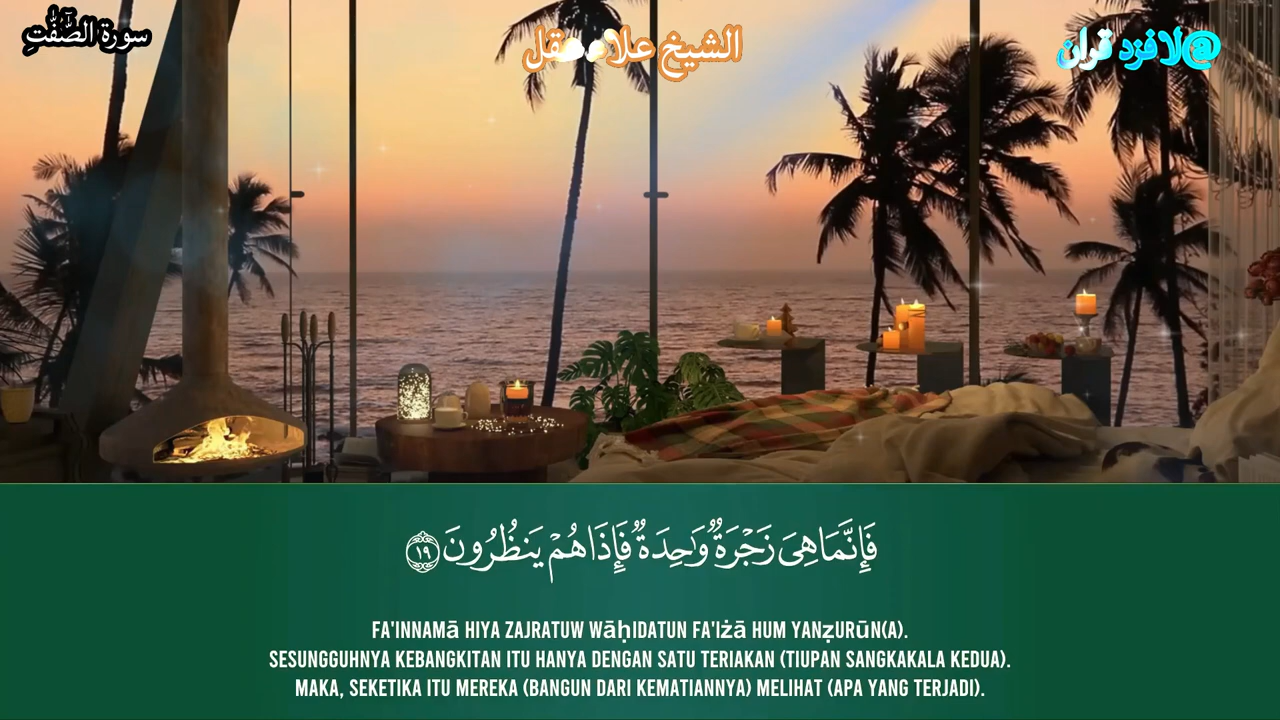 سورة الصّٰٓفّٰتِ
الشيخ علاء عقل
@لافزد قران
فَإِنَّمَا هِىَ زَجْرَةٌ وَٰحِدَةٌ فَإِذَا هُمْ يَنظُرُونَ ١٩
FA'INNAMā HIYA ZAJRATUW WāḥIDATUN FA'IżĀ HUM YANẓURūN(A).
SESUNGGUHNYA KEBANGKITAN ITU HANYA DENGAN SATU TERIAKAN (TIUPAN SANGKAKALA KEDUA).
MAKA, SEKETIKA ITU MEREKA (BANGUN DARI KEMATIANNYA) MELIHAT (APA YANG TERJADI).